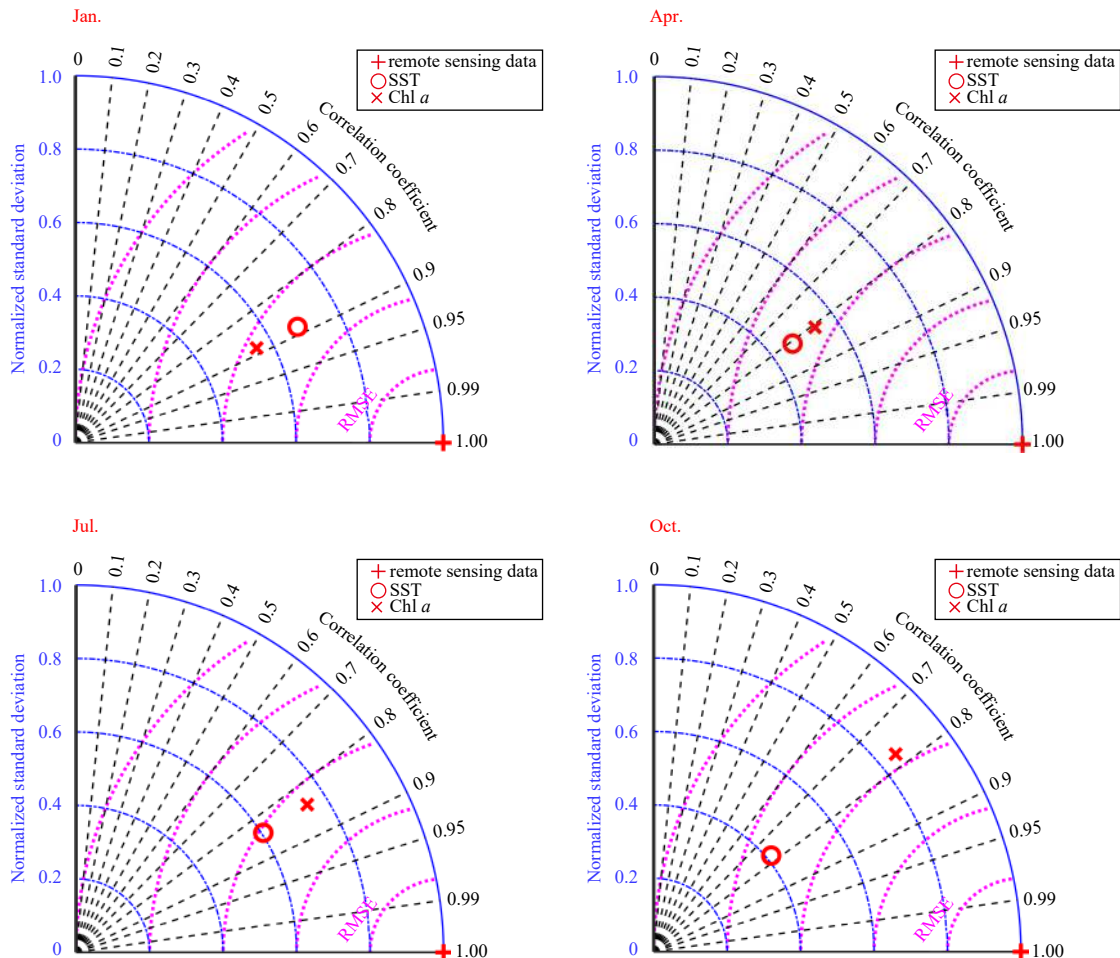 Jan.
remote sensing data
SST
Chl a
Normalized standard deviation
1.0
0.8
0.6
0.4
0.2
0
0
0.1
0.2
0.3
0.4
0.5
0.6
0.7
0.8
0.9
0.95
0.99
1.00
Correlation coefficient
RMSE
Apr.
remote sensing data
SST
Chl a
Normalized standard deviation
1.0
0.8
0.6
0.4
0.2
0
0
0.1
0.2
0.3
0.4
0.5
0.6
0.7
0.8
0.9
0.95
0.99
1.00
Correlation coefficient
RMSE
Jul.
remote sensing data
SST
Chl a
Normalized standard deviation
1.0
0.8
0.6
0.4
0.2
0
0
0.1
0.2
0.3
0.4
0.5
0.6
0.7
0.8
0.9
0.95
0.99
1.00
Correlation coefficient
RMSE
Oct.
remote sensing data
SST
Chl a
Normalized standard deviation
1.0
0.8
0.6
0.4
0.2
0
0
0.1
0.2
0.3
0.4
0.5
0.6
0.7
0.8
0.9
0.95
0.99
1.00
Correlation coefficient
RMSE